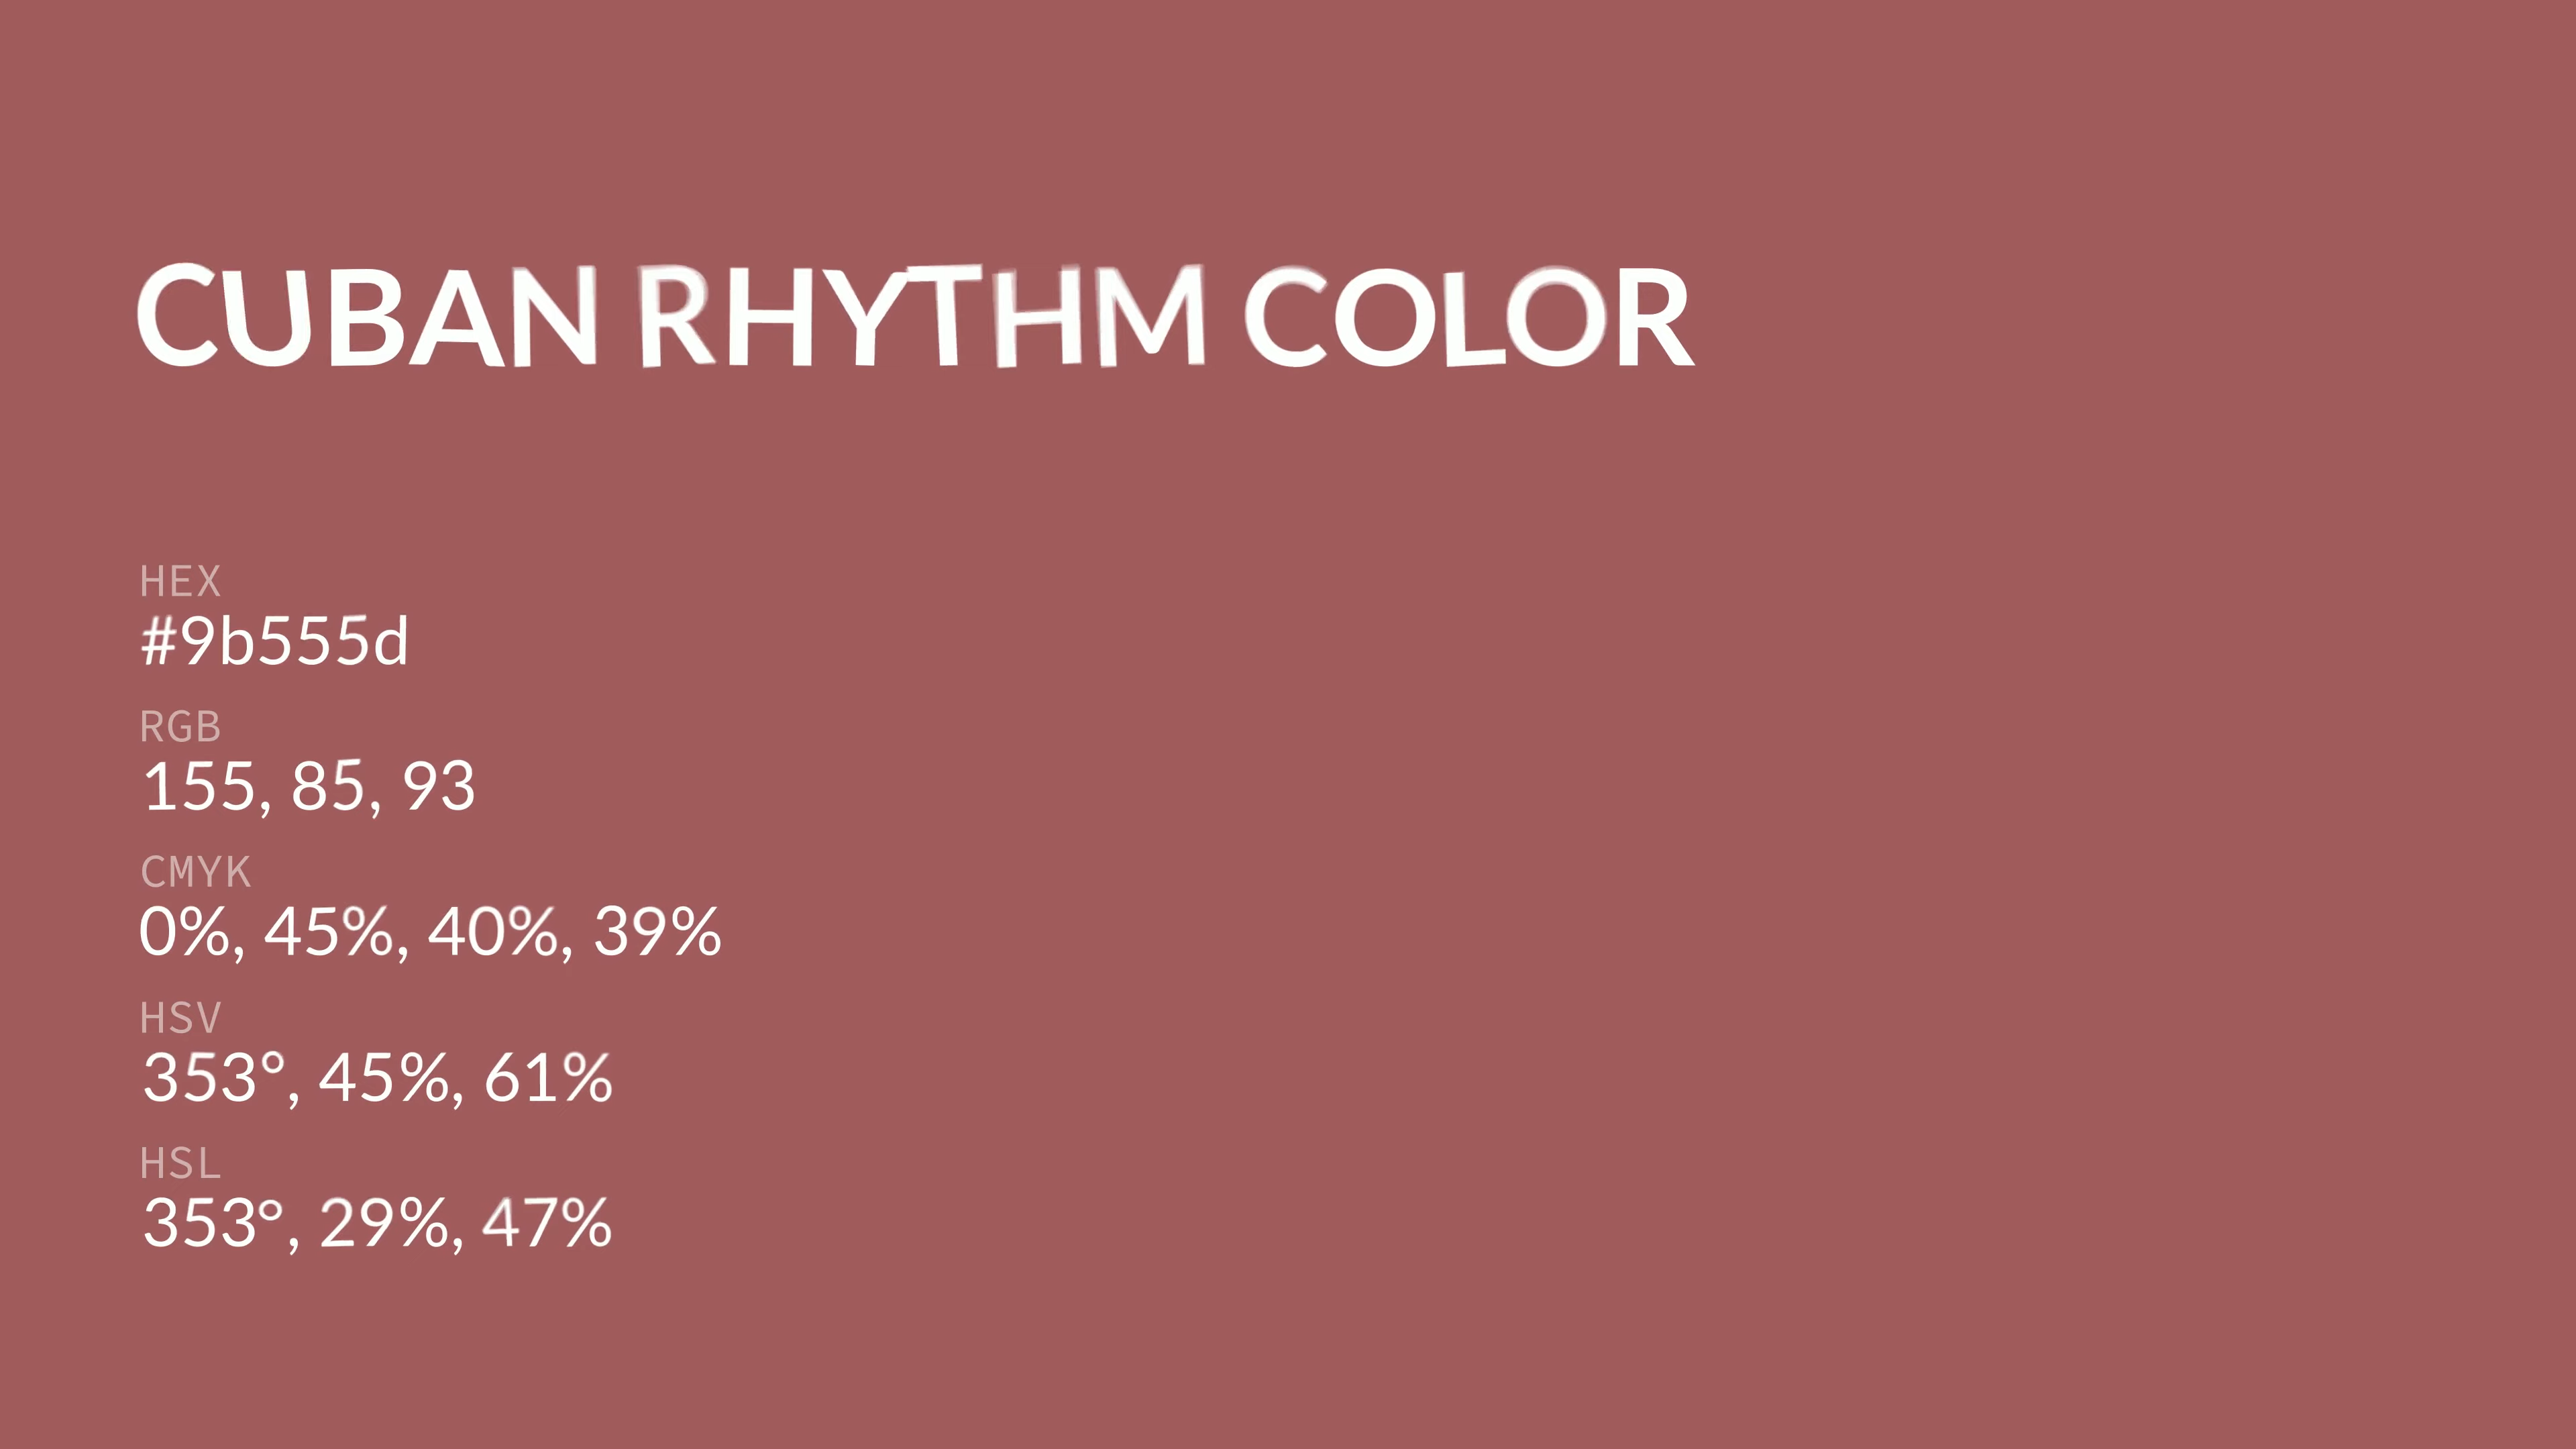 CUBAN RHYTHM COLOR
HEX
#9b555d
RGB
155, 85, 93
CMYK
0%, 45%, 40%, 39%
HSV
353°, 45%, 61%
HSL
353°, 29%, 47%